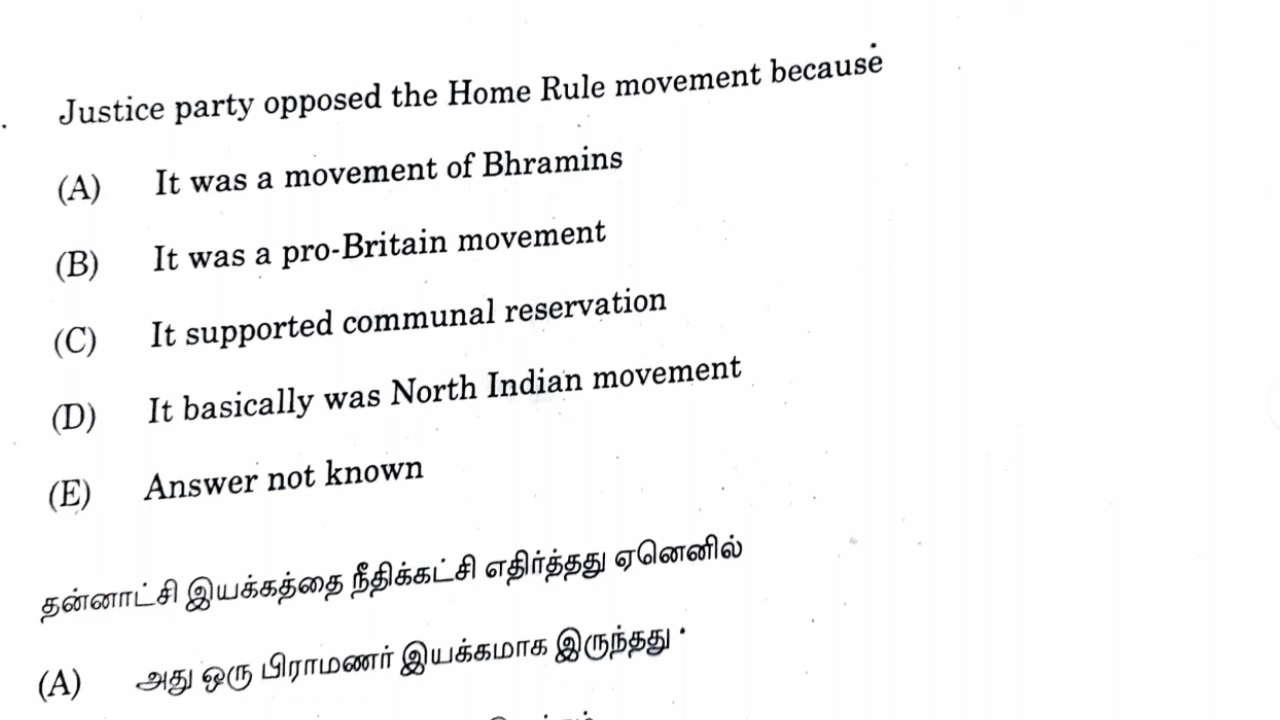 Justice party opposed the Home Rule movement because
(A) It was a movement of Bhramins
(B) It was a pro-Britain movement
(C) It supported communal reservation
(D) It basically was North Indian movement
(E) Answer not known
தன்னாட்சி இயக்கத்தை நீதிக்கட்சி எதிர்த்தது ஏனெனில்
(A) அது ஒரு பிராமணர் இயக்கமாக இருந்தது